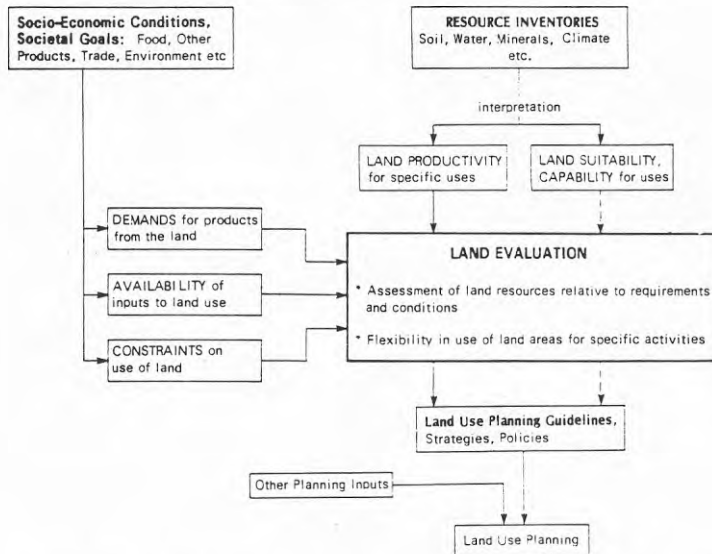 Socio-Economic Conditions,
Societal Goals: Food, Other
Products, Trade, Environment etc
RESOURCE INVENTORIES
Soil, Water, Minerals, Climate
etc.
interpretation
LAND PRODUCTIVITY
for specific uses
LAND SUITABILITY,
CAPABILITY for uses
DEMANDS for products
from the land
AVAILABILITY of
inputs to land use
CONSTRAINTS on
use of land
LAND EVALUATION
* Assessment of land resources relative to requirements
and conditions
* Flexibility in use of land areas for specific activities
Land Use Planning Guidelines,
Strategies, Policies
Other Planning Inputs
Land Use Planning